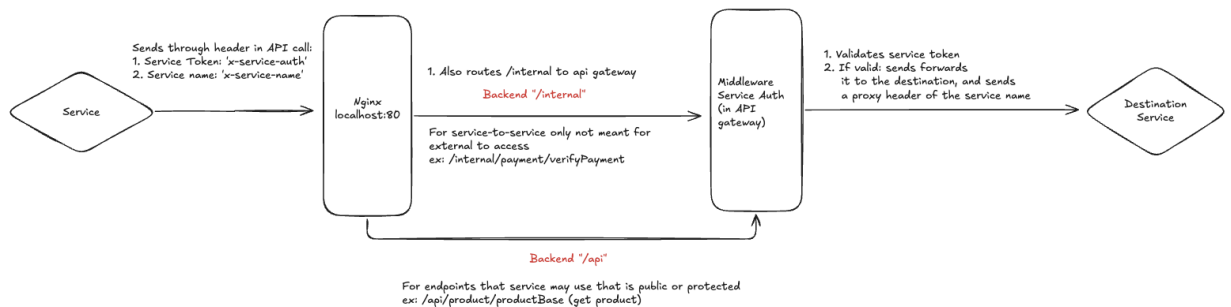 Sends through header in API call:
1. Service Token: 'x-service-auth'
2. Service name: 'x-service-name'
Service
Nginx
localhost:80
1. Also routes /internal to api gateway
Backend "/internal"
For service-to-service only not meant for
external to access
ex: /internal/payment/verifyPayment
Middleware
Service Auth
(in API
gateway)
1. Validates service token
2. If valid: sends forwards
it to the destination, and sends
a proxy header of the service name
Destination
Service
Backend "/api"
For endpoints that service may use that is public or protected
ex: /api/product/productBase (get product)